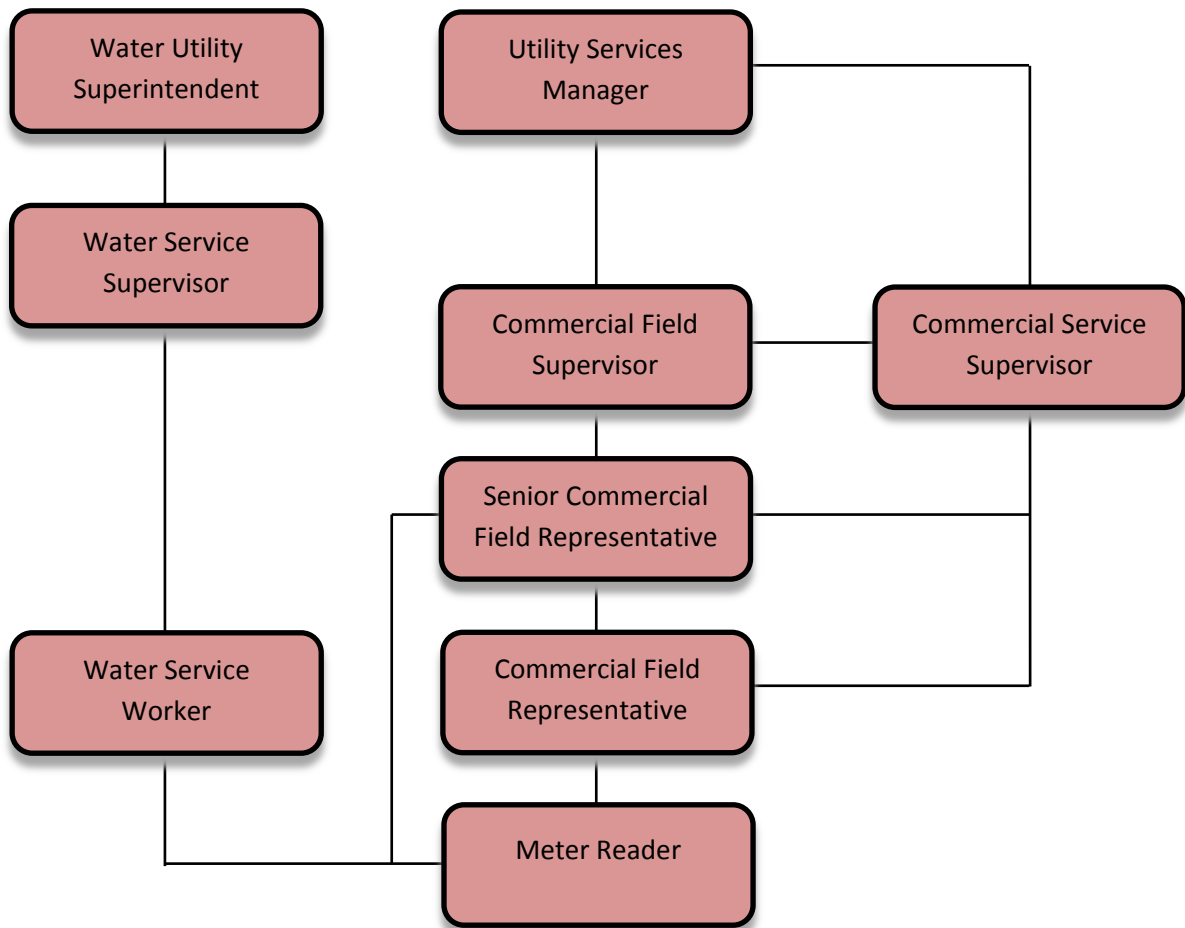 Water Utility
Superintendent
Utility Services
Manager
Water Service
Supervisor
Commercial Field
Supervisor
Commercial Service
Supervisor
Senior Commercial
Field Representative
Water Service
Worker
Commercial Field
Representative
Meter Reader